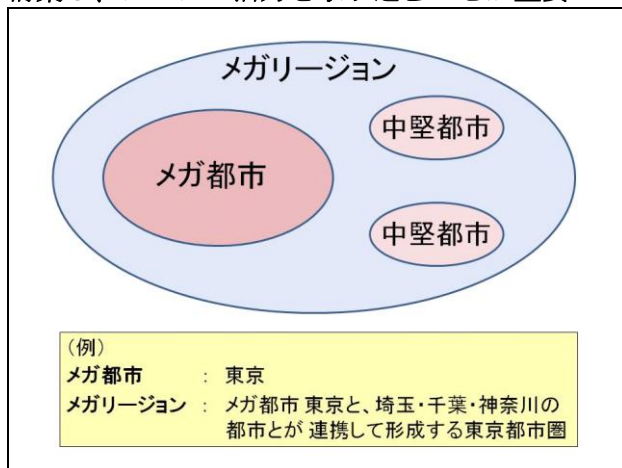 メガリージョン
メガ都市
中堅都市
中堅都市
(例)
メガ都市 : 東京
メガリージョン : メガ都市 東京と、埼玉・千葉・神奈川の
都市とが 連携して形成する東京都市圏